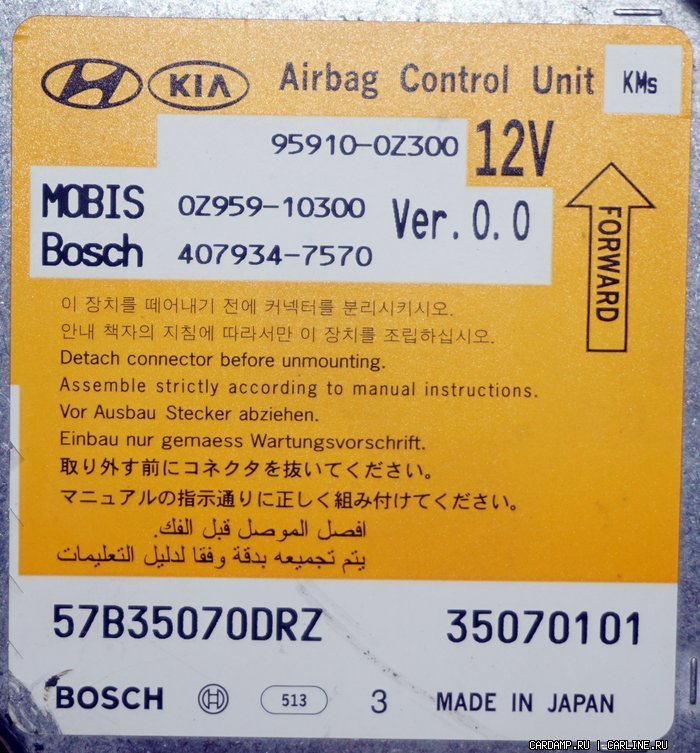 HYUNDAI KIA Airbag Control Unit KMs
95910-0Z300 12V
MOBIS 0Z959-10300 Ver.0.0
Bosch 407934-7570
FORWARD
이 장치를 떼어내기 전에 커넥터를 분리시키시오.
안내 책자의 지침에 따라서만 이 장치를 조립하십시오.
Detach connector before unmounting.
Assemble strictly according to manual instructions.
Vor Ausbau Stecker abziehen.
Einbau nur gemaess Wartungsvorschrift.
取り外す前にコネクタを抜いてください。
マニュアルの指示通りに正しく組み付けてください。
افصل الموصل قبل الفك.
يتم تجميعه بدقة وفقا لدليل التعليمات
57B35070DRZ 35070101
BOSCH 513 3 MADE IN JAPAN
CARDAMP.RU | CARLINE.RU